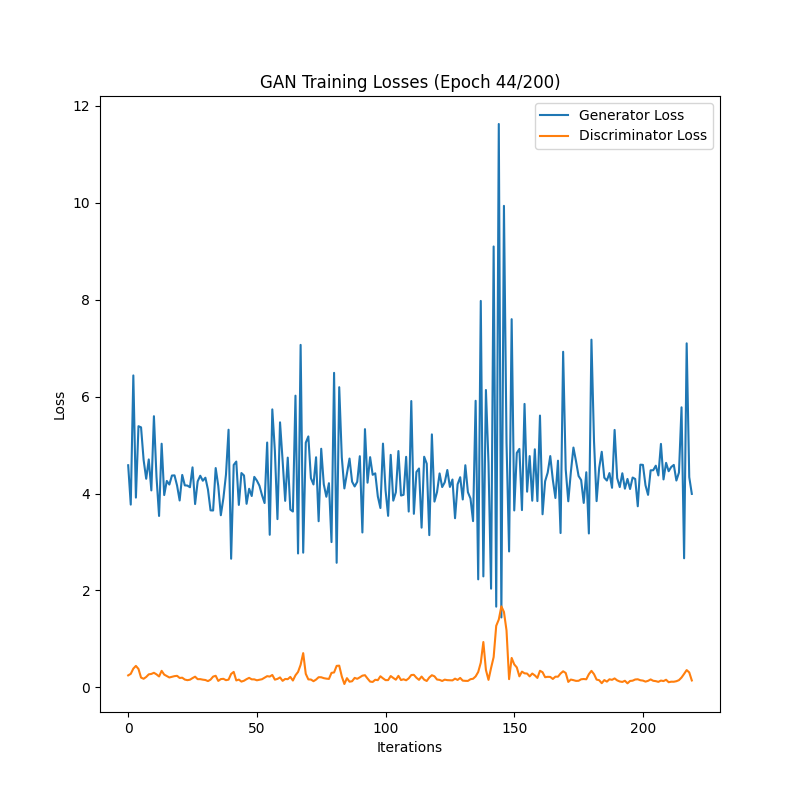 GAN Training Losses (Epoch 44/200)
Generator Loss
Discriminator Loss
12
10
8
6
4
2
0
Loss
0
50
100
150
200
Iterations